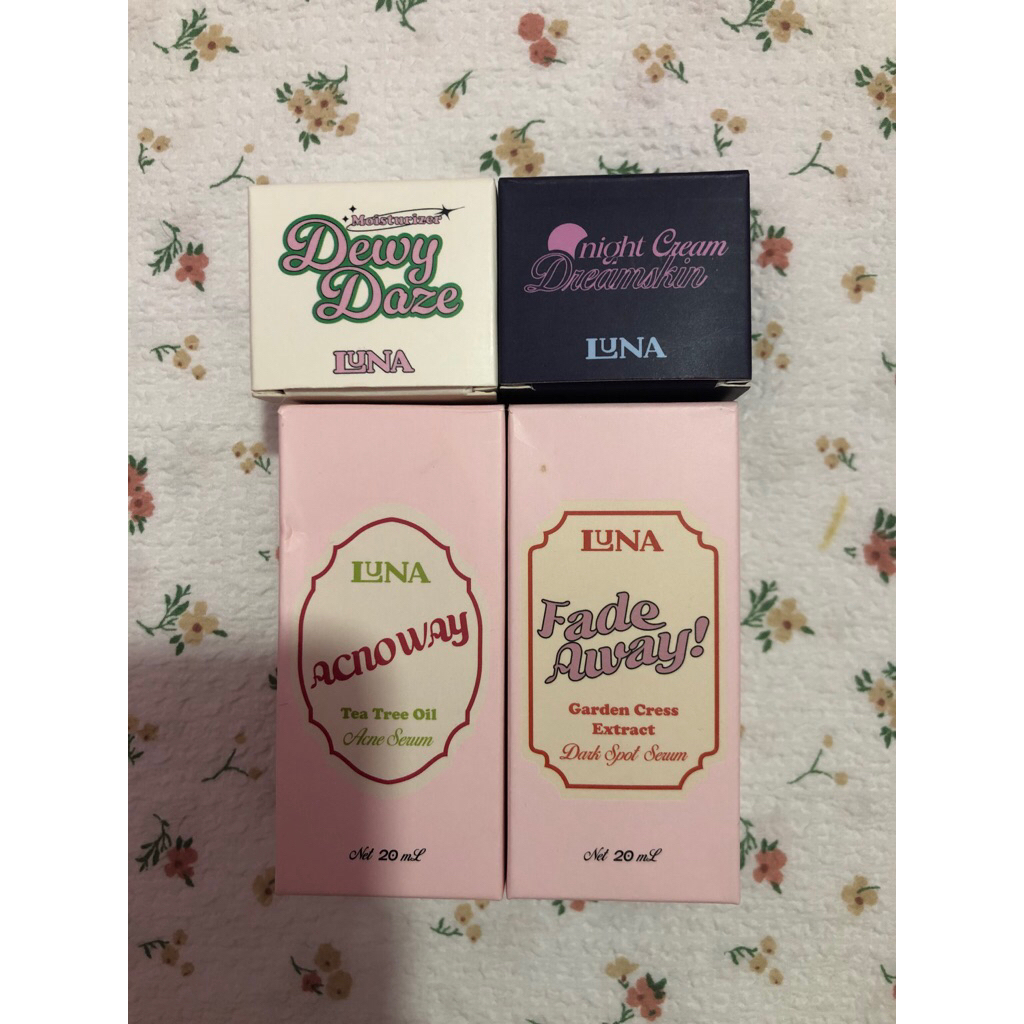 Moisturizer
Dewy
Daze
LUNA
night Cream
Dreamskin
LUNA
LUNA
ACNOWAY
Tea Tree Oil
Acne Serum
Net 20 mL
LUNA
Fade
Away!
Garden Cress
Extract
Dark Spot Serum
Net 20 mL